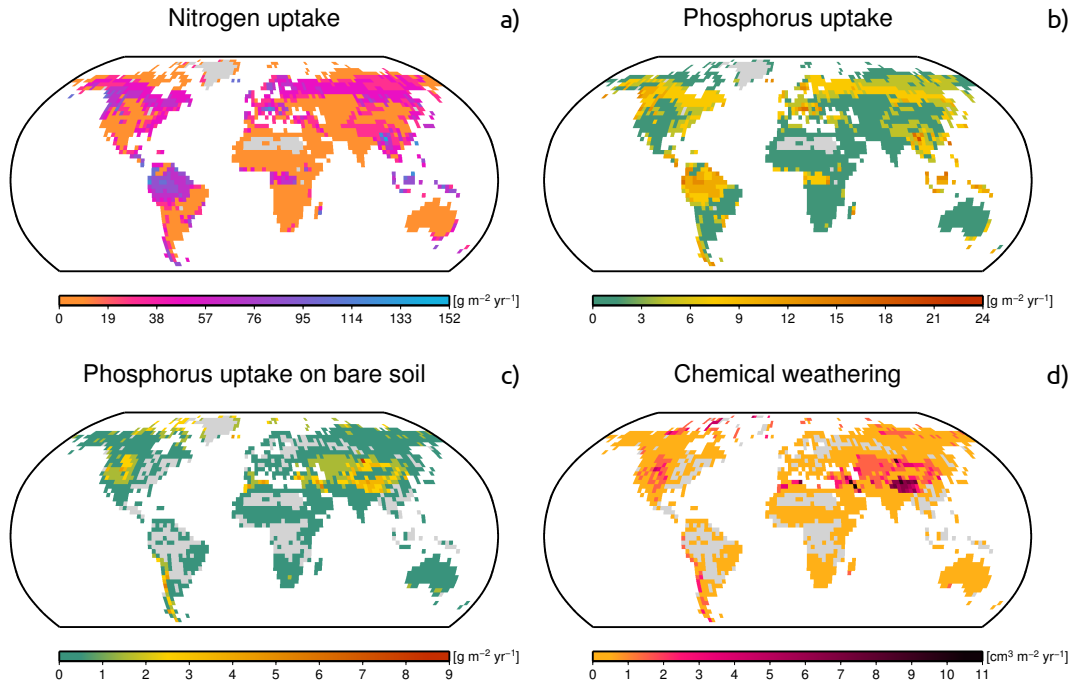 Nitrogen uptake a)
0 19 38 57 76 95 114 133 152 [g m⁻² yr⁻¹]
Phosphorus uptake b)
0 3 6 9 12 15 18 21 24 [g m⁻² yr⁻¹]
Phosphorus uptake on bare soil c)
0 1 2 3 4 5 6 7 8 9 [g m⁻² yr⁻¹]
Chemical weathering d)
0 1 2 3 4 5 6 7 8 9 10 11 [cm³ m⁻² yr⁻¹]